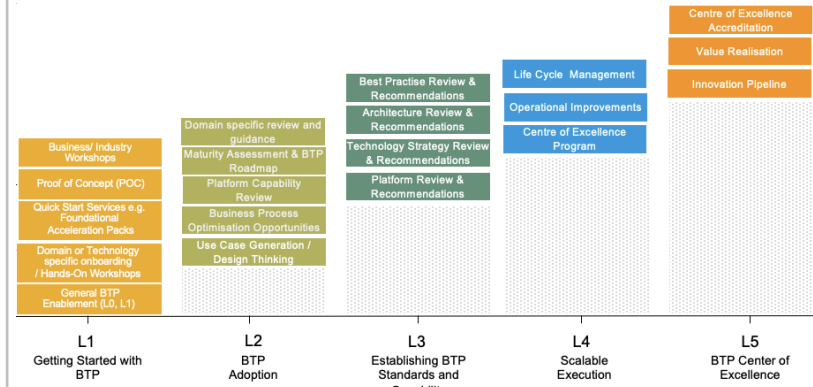 Business/ Industry
Workshops
Proof of Concept (POC)
Quick Start Services e.g.
Foundational
Acceleration Packs
Domain or Technology
specific onboarding
/ Hands-On Workshops
General BTP
Enablement (L0, L1)
Domain specific review and
guidance
Maturity Assessment & BTP
Roadmap
Platform Capability
Review
Business Process
Optimisation Opportunities
Use Case Generation /
Design Thinking
Best Practise Review &
Recommendations
Architecture Review &
Recommendations
Technology Strategy Review
& Recommendations
Platform Review &
Recommendations
Life Cycle Management
Operational Improvements
Centre of Excellence
Program
Centre of Excellence
Accreditation
Value Realisation
Innovation Pipeline
L1
Getting Started with
BTP
L2
BTP
Adoption
L3
Establishing BTP
Standards and
L4
Scalable
Execution
L5
BTP Center of
Excellence